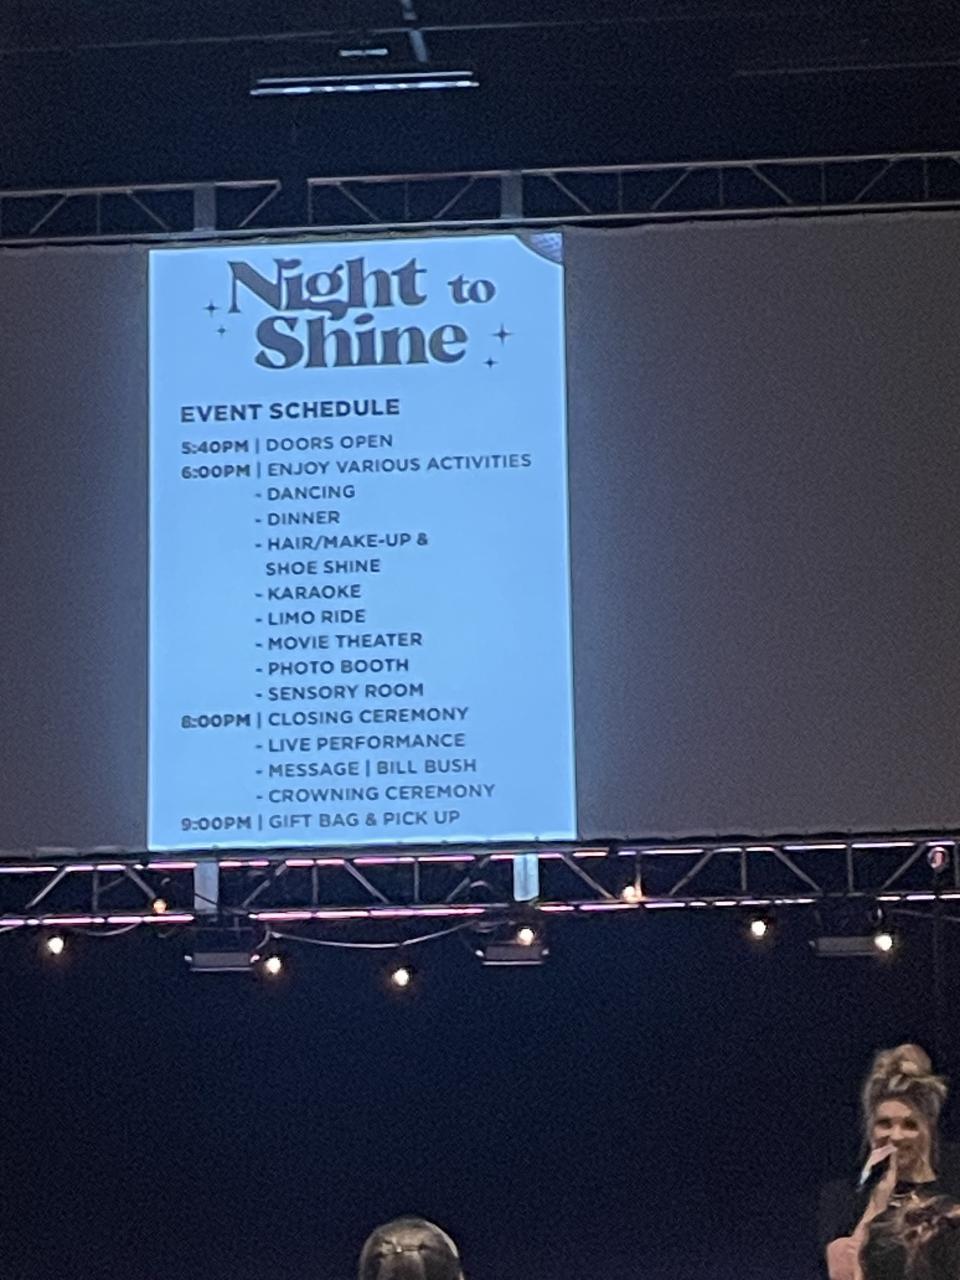 Night to
Shine
EVENT SCHEDULE
5:40PM | DOORS OPEN
6:00PM | ENJOY VARIOUS ACTIVITIES
- DANCING
- DINNER
- HAIR/MAKE-UP &
SHOE SHINE
- KARAOKE
- LIMO RIDE
- MOVIE THEATER
- PHOTO BOOTH
- SENSORY ROOM
8:00PM | CLOSING CEREMONY
- LIVE PERFORMANCE
- MESSAGE | BILL BUSH
- CROWNING CEREMONY
9:00PM | GIFT BAG & PICK UP